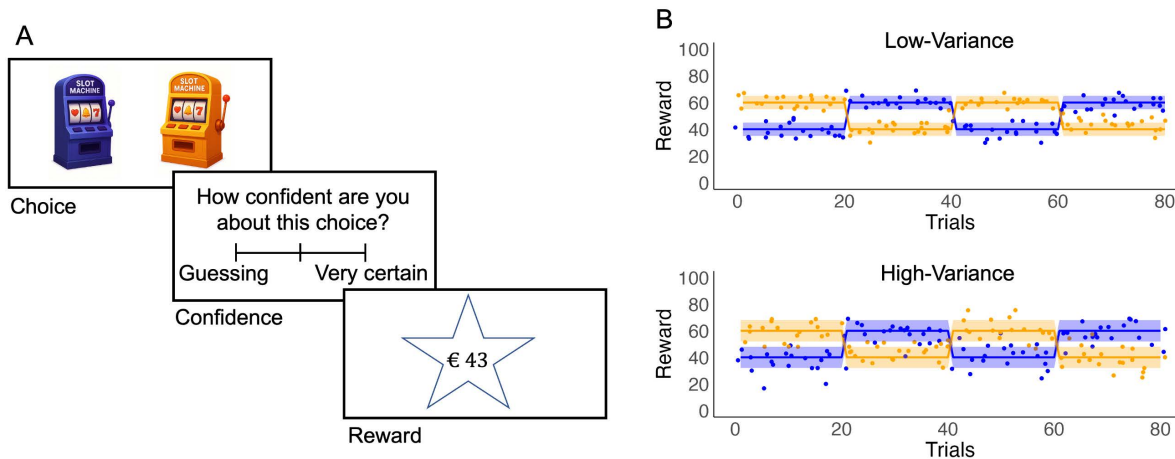 A
SLOT
MACHINE
7
SLOT
MACHINE
7
Choice
How confident are you
about this choice?
Guessing
Very certain
Confidence
€ 43
Reward
B
Low-Variance
Reward
100
80
60
40
20
0
0
20
40
60
80
Trials
High-Variance
Reward
100
80
60
40
20
0
0
20
40
60
80
Trials